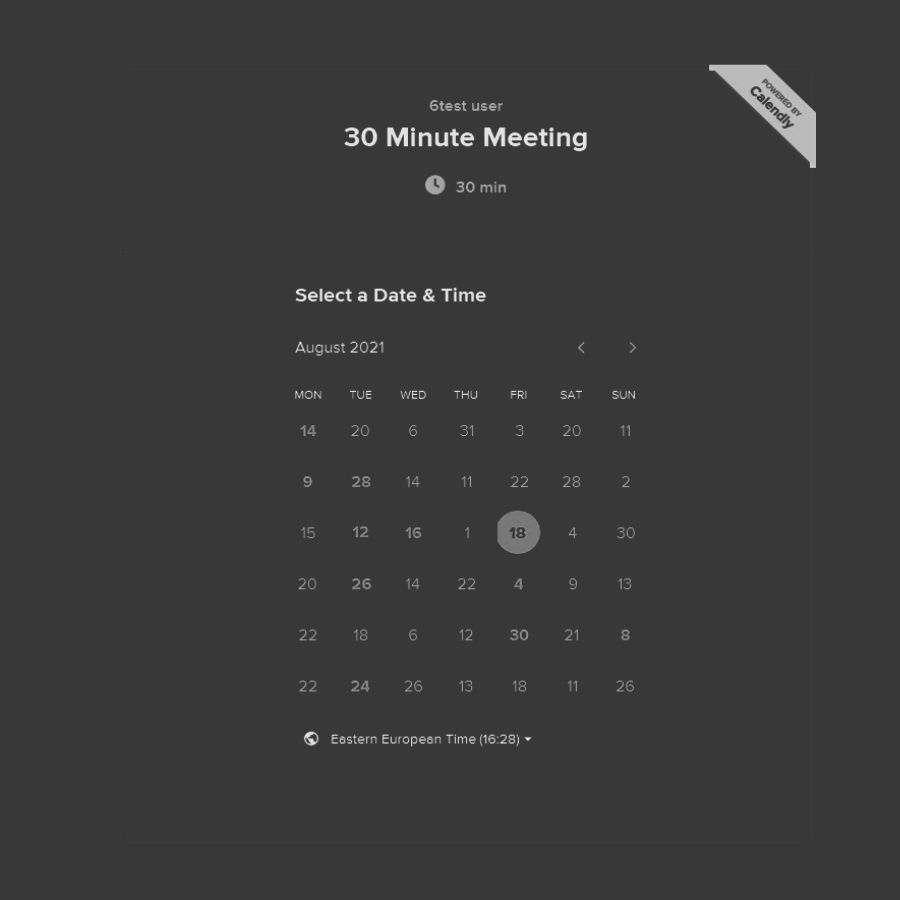 POWERED BY
Calendly
6test user
30 Minute Meeting
30 min
Select a Date & Time
August 2021
MON TUE WED THU FRI SAT SUN
14 20 6 31 3 20 11
9 28 14 11 22 28 2
15 12 16 1 18 4 30
20 26 14 22 4 9 13
22 18 6 12 30 21 8
22 24 26 13 18 11 26
Eastern European Time (16:28)